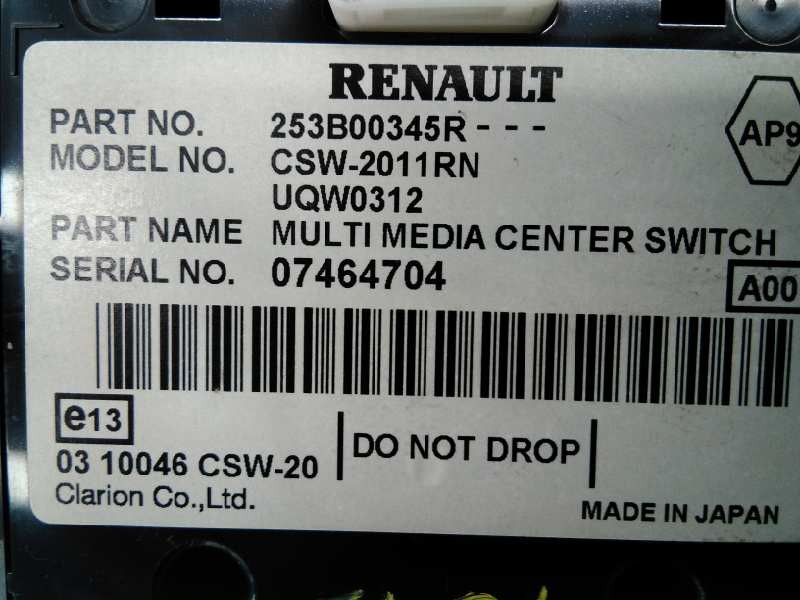 RENAULT
PART NO. 253B00345R - - -
AP9
MODEL NO. CSW-2011RN
UQW0312
PART NAME MULTI MEDIA CENTER SWITCH
SERIAL NO. 07464704
A00
e13
DO NOT DROP
03 10046 CSW-20
Clarion Co.,Ltd.
MADE IN JAPAN